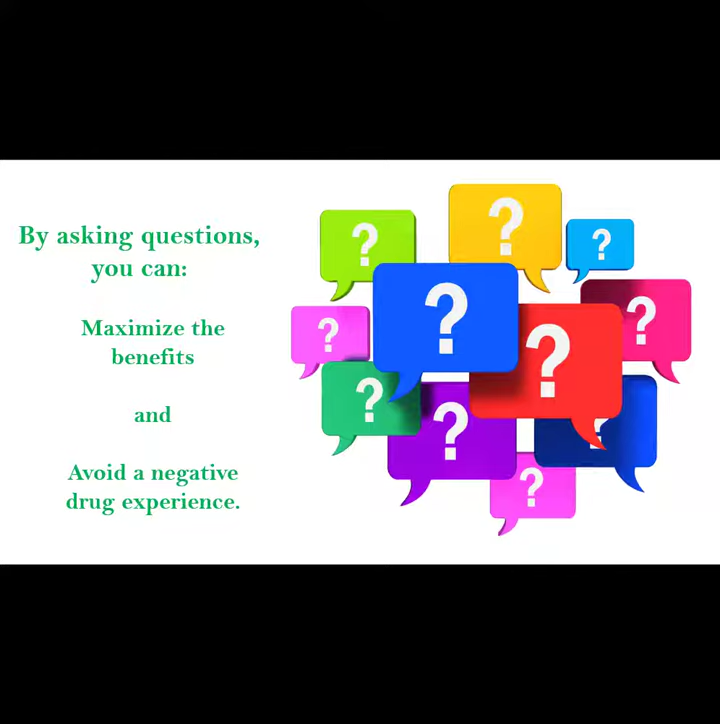 By asking questions,
you can:
Maximize the
benefits
and
Avoid a negative
drug experience.
?
?
?
?
?
?
?
?
?
?
?